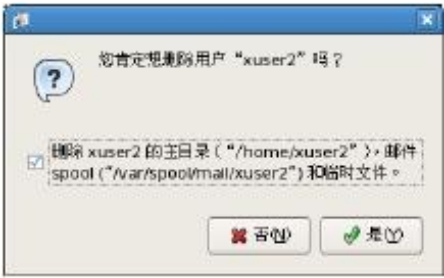 您肯定想删除用户“xuser2”吗？
删除 xuser2 的主目录（“/home/xuser2”），邮件
spool (“/var/spool/mail/xuser2”) 和临时文件。
否(N)
是(Y)